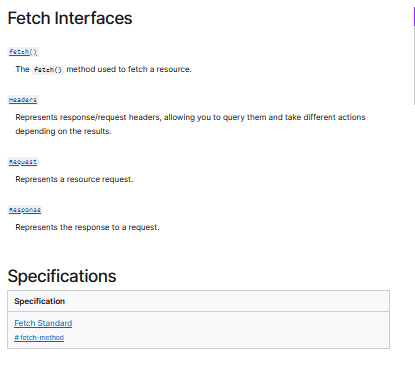 Fetch Interfaces
fetch()
The fetch() method used to fetch a resource.
Headers
Represents response/request headers, allowing you to query them and take different actions
depending on the results.
Request
Represents a resource request.
Response
Represents the response to a request.
Specifications
Specification
Fetch Standard
# fetch-method